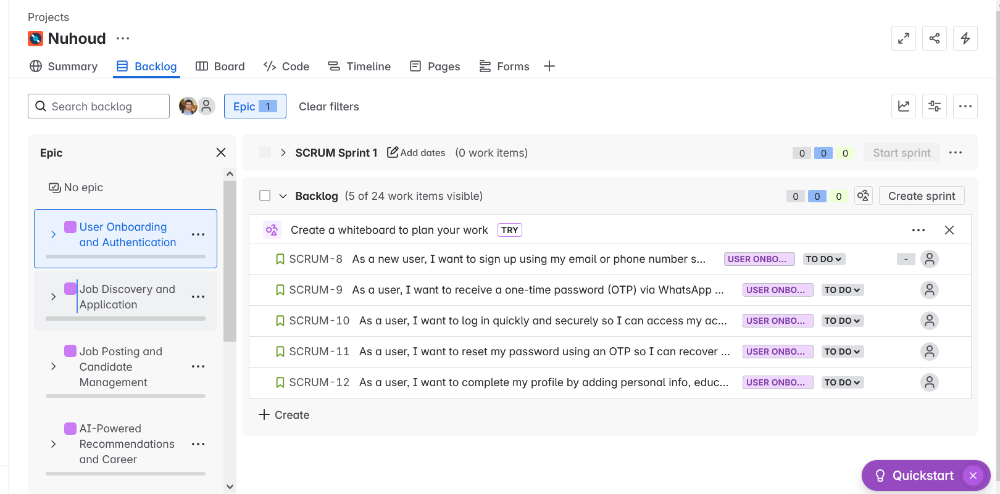 Projects
Nuhoud
Summary
Backlog
Board
Code
Timeline
Pages
Forms
Search backlog
Epic 1
Clear filters
Epic
No epic
User Onboarding
and Authentication
Job Discovery and
Application
Job Posting and
Candidate
Management
AI-Powered
Recommendations
and Career
SCRUM Sprint 1 Add dates (0 work items)
0 0 0 Start sprint
Backlog (5 of 24 work items visible)
0 0 0 Create sprint
Create a whiteboard to plan your work TRY
SCRUM-8 As a new user, I want to sign up using my email or phone number s... USER ONBO... TO DO -
SCRUM-9 As a user, I want to receive a one-time password (OTP) via WhatsApp ... USER ONBO... TO DO
SCRUM-10 As a user, I want to log in quickly and securely so I can access my ac... USER ONBO... TO DO
SCRUM-11 As a user, I want to reset my password using an OTP so I can recover ... USER ONBO... TO DO
SCRUM-12 As a user, I want to complete my profile by adding personal info, educ... USER ONBO... TO DO
Create
Quickstart